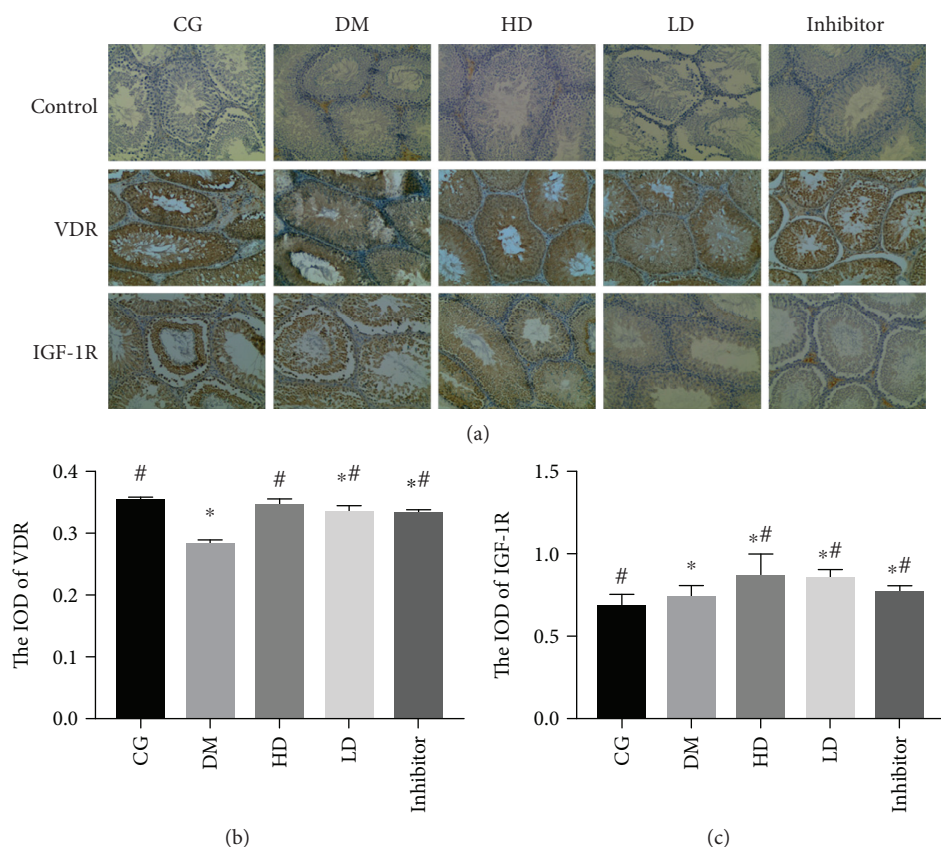 CG DM HD LD Inhibitor
Control
VDR
IGF-1R
(a)
The IOD of VDR
0.4
0.3
0.2
0.1
0.0
# * # *# *#
CG DM HD LD Inhibitor
(b)
The IOD of IGF-1R
1.5
1.0
0.5
0.0
# * *# *# *#
CG DM HD LD Inhibitor
(c)